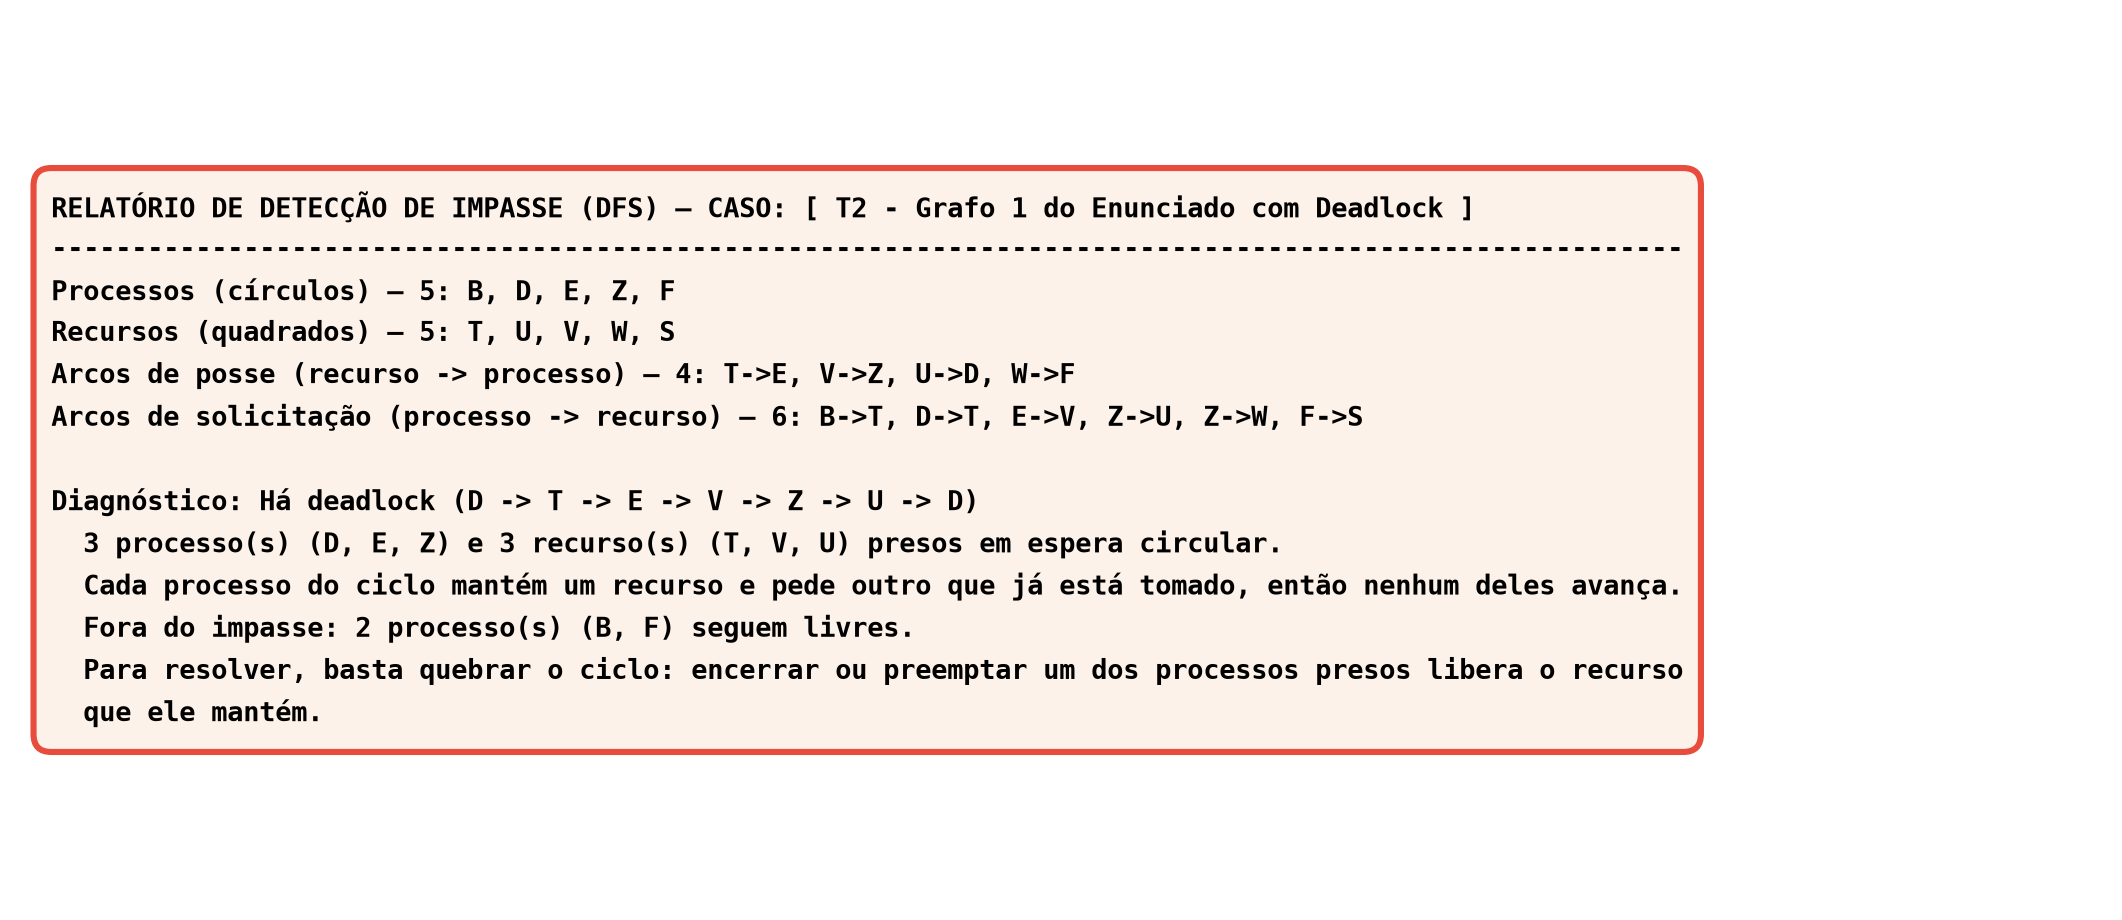 RELATÓRIO DE DETECÇÃO DE IMPASSE (DFS) — CASO: [ T2 - Grafo 1 do Enunciado com Deadlock ]
------------------------------------------------------------------------------------------------------
Processos (círculos) — 5: B, D, E, Z, F
Recursos (quadrados) — 5: T, U, V, W, S
Arcos de posse (recurso -> processo) — 4: T->E, V->Z, U->D, W->F
Arcos de solicitação (processo -> recurso) — 6: B->T, D->T, E->V, Z->U, Z->W, F->S
Diagnóstico: Há deadlock (D -> T -> E -> V -> Z -> U -> D)
3 processo(s) (D, E, Z) e 3 recurso(s) (T, V, U) presos em espera circular.
Cada processo do ciclo mantém um recurso e pede outro que já está tomado, então nenhum deles avança.
Fora do impasse: 2 processo(s) (B, F) seguem livres.
Para resolver, basta quebrar o ciclo: encerrar ou preemptar um dos processos presos libera o recurso
que ele mantém.